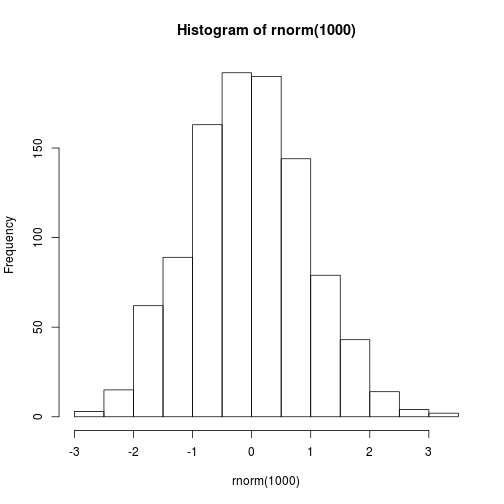 Histogram of rnorm(1000)
Frequency
150
100
50
0
-3 -2 -1 0 1 2 3
rnorm(1000)